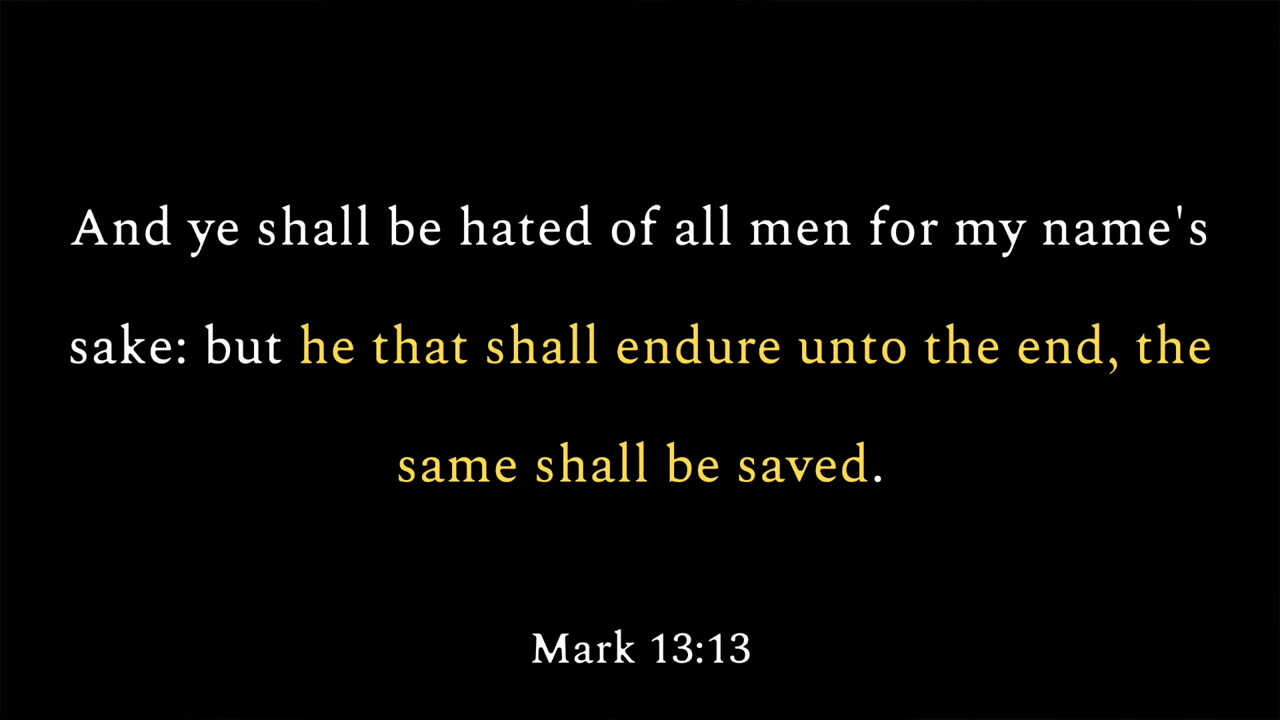 And ye shall be hated of all men for my name's
sake: but he that shall endure unto the end, the
same shall be saved.
Mark 13:13